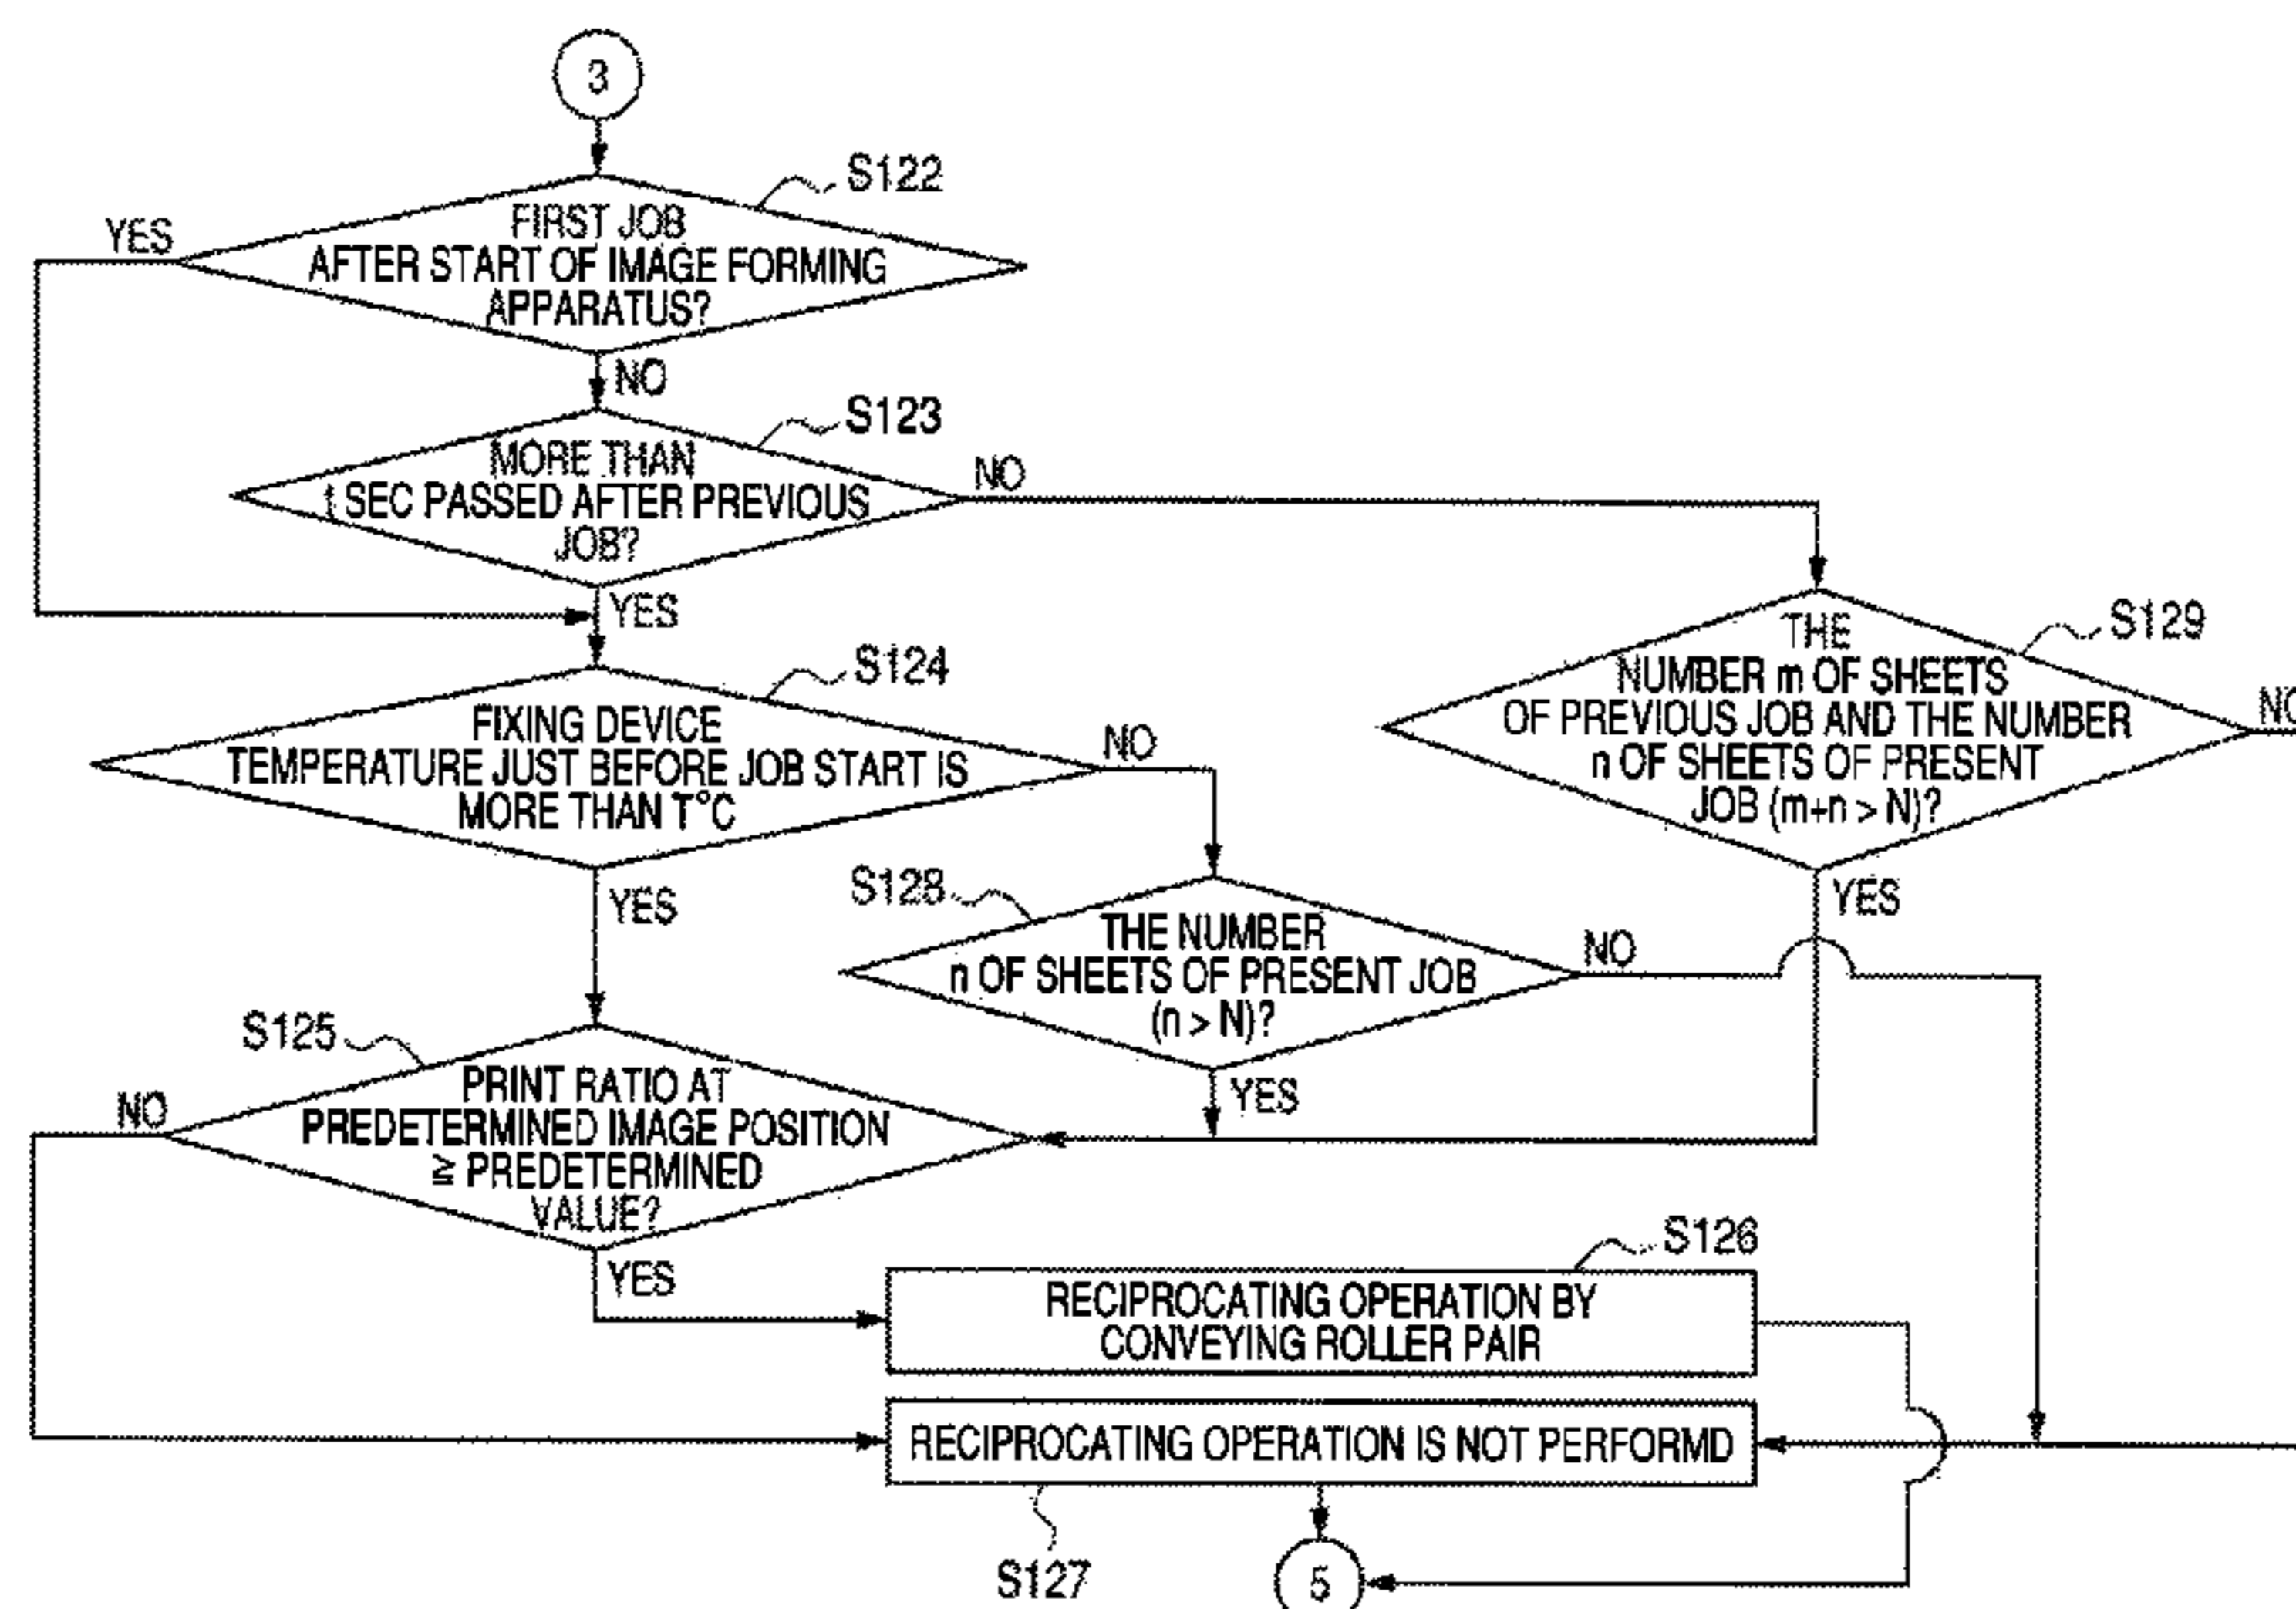 3
S122
FIRST JOB
AFTER START OF IMAGE FORMING
APPARATUS?
YES
NO
S123
MORE THAN
t SEC PASSED AFTER PREVIOUS
JOB?
NO
YES
S124
FIXING DEVICE
TEMPERATURE JUST BEFORE JOB START IS
MORE THAN T°C
NO
YES
S129
THE
NUMBER m OF SHEETS
OF PREVIOUS JOB AND THE NUMBER
n OF SHEETS OF PRESENT
JOB (m+n > N)?
NO
YES
S128
THE NUMBER
n OF SHEETS OF PRESENT JOB
(n > N)?
NO
YES
S125
PRINT RATIO AT
PREDETERMINED IMAGE POSITION
≧ PREDETERMINED
VALUE?
NO
YES
S126
RECIPROCATING OPERATION BY
CONVEYING ROLLER PAIR
RECIPROCATING OPERATION IS NOT PERFORMD
S127
5